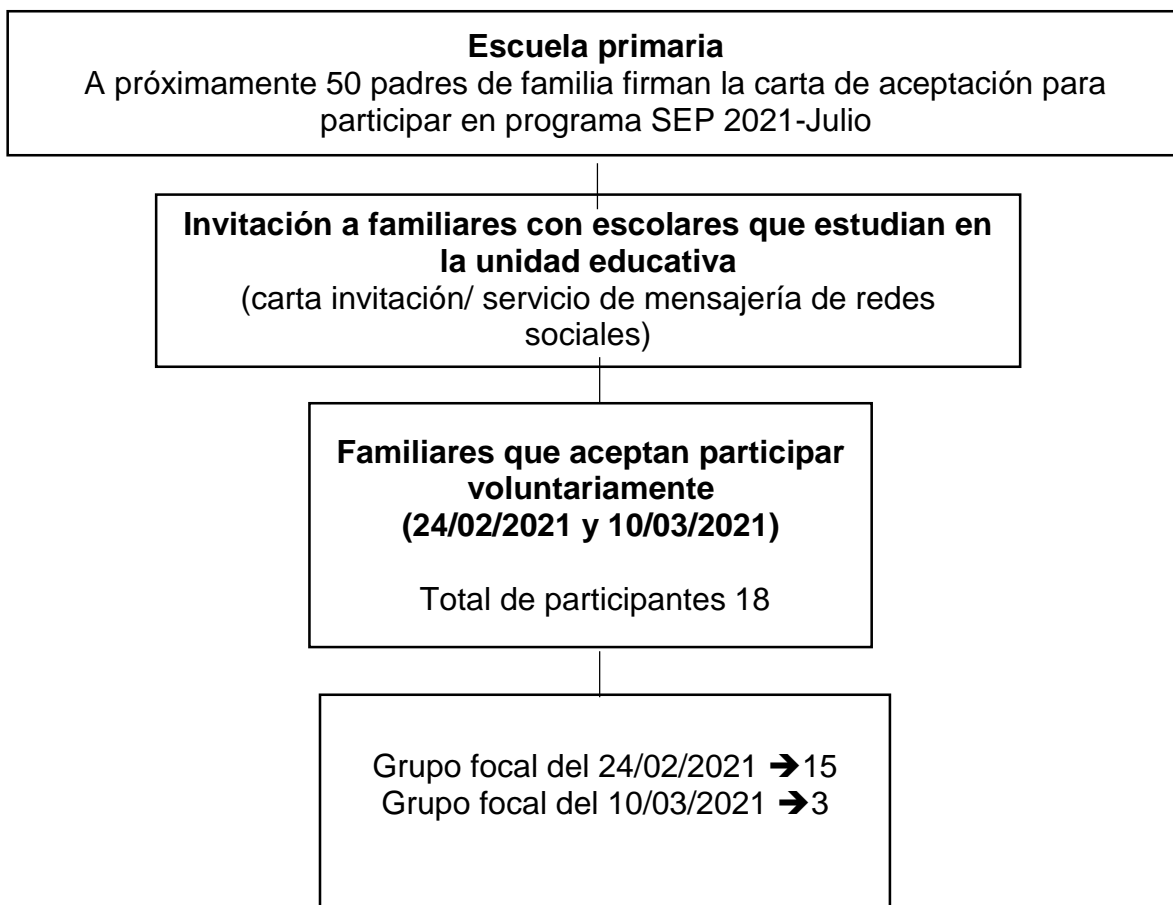 Escuela primaria
A próximamente 50 padres de familia firman la carta de aceptación para
participar en programa SEP 2021-Julio
Invitación a familiares con escolares que estudian en
la unidad educativa
(carta invitación/ servicio de mensajería de redes
sociales)
Familiares que aceptan participar
voluntariamente
(24/02/2021 y 10/03/2021)
Total de participantes 18
Grupo focal del 24/02/2021 ➔15
Grupo focal del 10/03/2021 ➔3